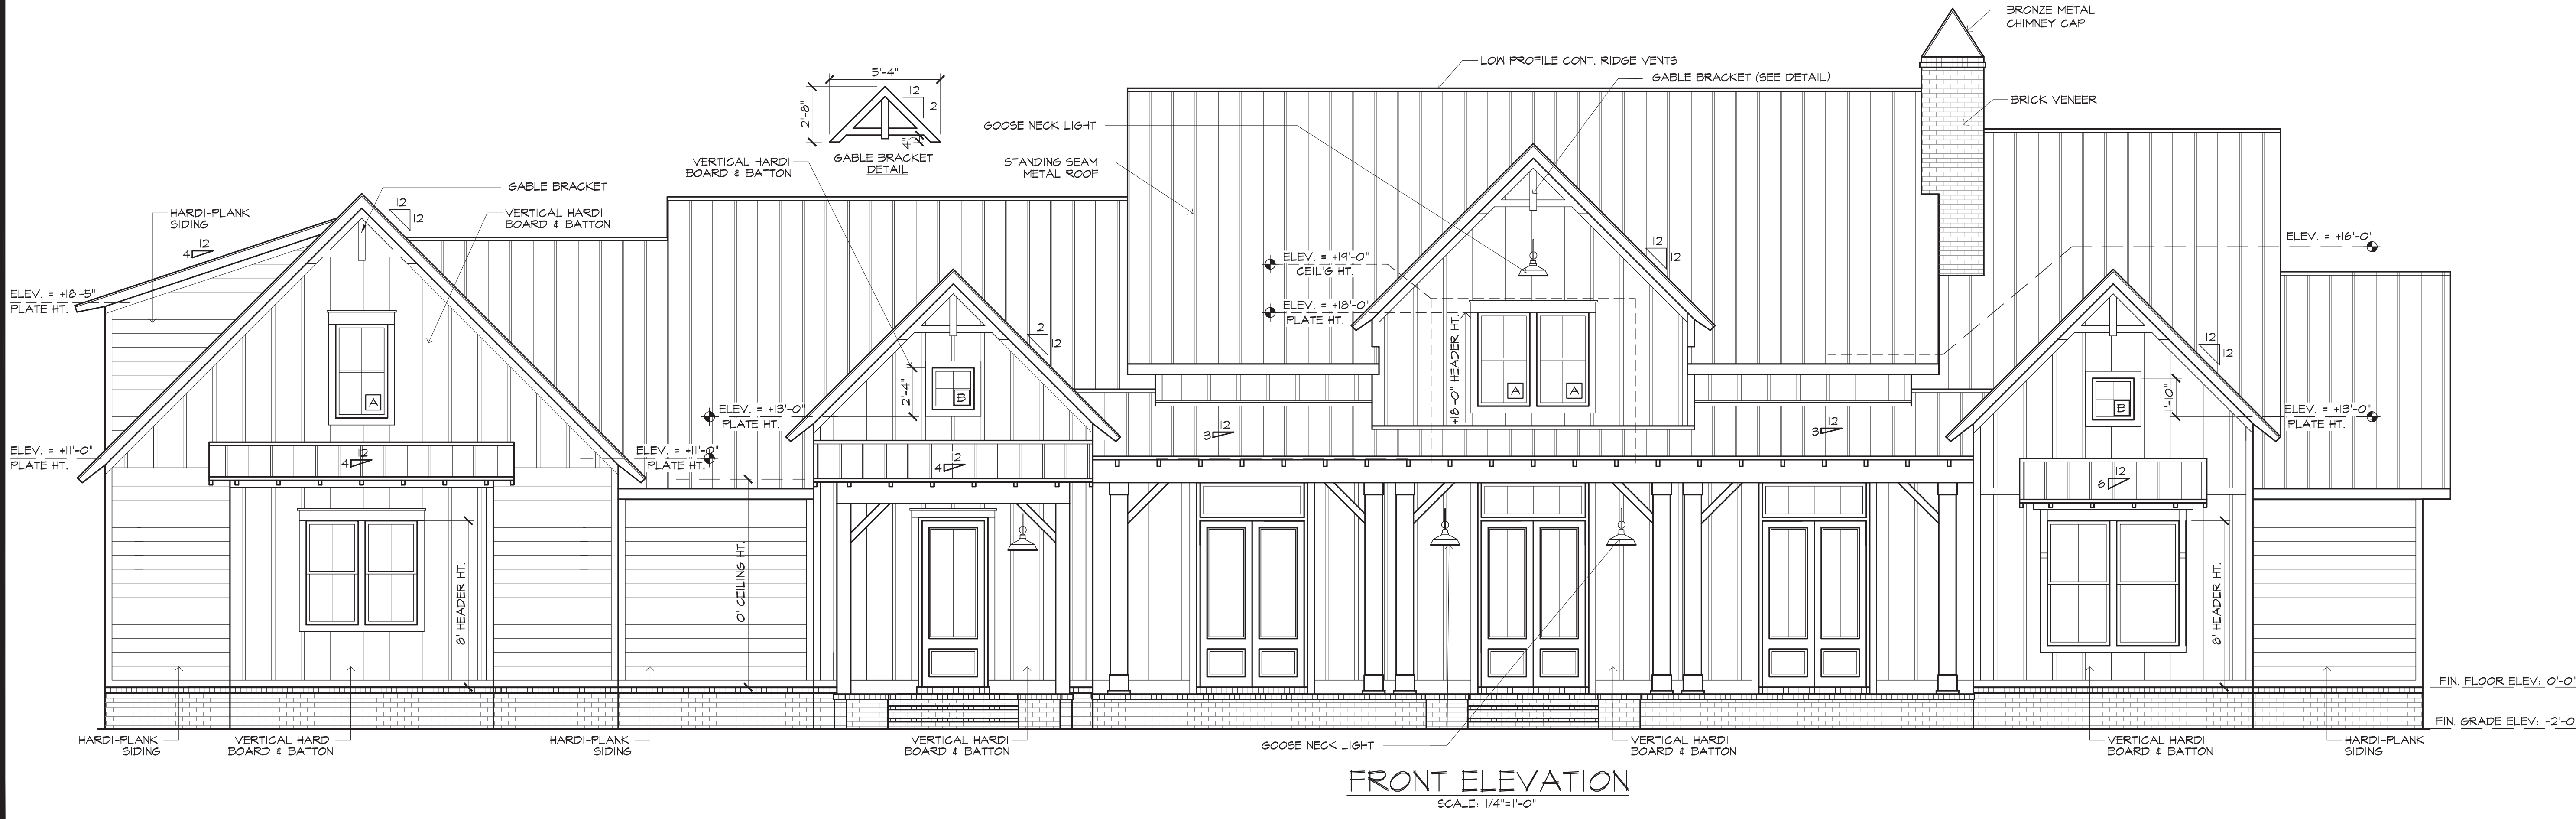 BRONZE METAL
CHIMNEY CAP
LOW PROFILE CONT. RIDGE VENTS
GABLE BRACKET (SEE DETAIL)
BRICK VENEER
5'-4"
2'-8"
12
12
4"
GABLE BRACKET
DETAIL
GOOSE NECK LIGHT
VERTICAL HARDI
BOARD & BATTON
STANDING SEAM
METAL ROOF
GABLE BRACKET
HARDI-PLANK
SIDING
VERTICAL HARDI
BOARD & BATTON
12
12
12
4
ELEV. = +18'-5"
PLATE HT.
ELEV. = +19'-0"
CEIL'G HT.
ELEV. = +18'-0"
PLATE HT.
12
12
ELEV. = +16'-0"
12
12
12
12
+18'-0" HEADER HT.
A
A
A
B
B
2'-4"
1'-10"
ELEV. = +13'-0"
PLATE HT.
ELEV. = +13'-0"
PLATE HT.
ELEV. = +11'-0"
PLATE HT.
ELEV. = +11'-0"
PLATE HT.
12
4
12
4
12
3
12
3
12
6
8' HEADER HT.
10' CEILING HT.
8' HEADER HT.
FIN. FLOOR ELEV: 0'-0"
FIN. GRADE ELEV: -2'-0
HARDI-PLANK
SIDING
VERTICAL HARDI
BOARD & BATTON
HARDI-PLANK
SIDING
VERTICAL HARDI
BOARD & BATTON
GOOSE NECK LIGHT
VERTICAL HARDI
BOARD & BATTON
VERTICAL HARDI
BOARD & BATTON
HARDI-PLANK
SIDING
FRONT ELEVATION
SCALE: 1/4"=1'-0"